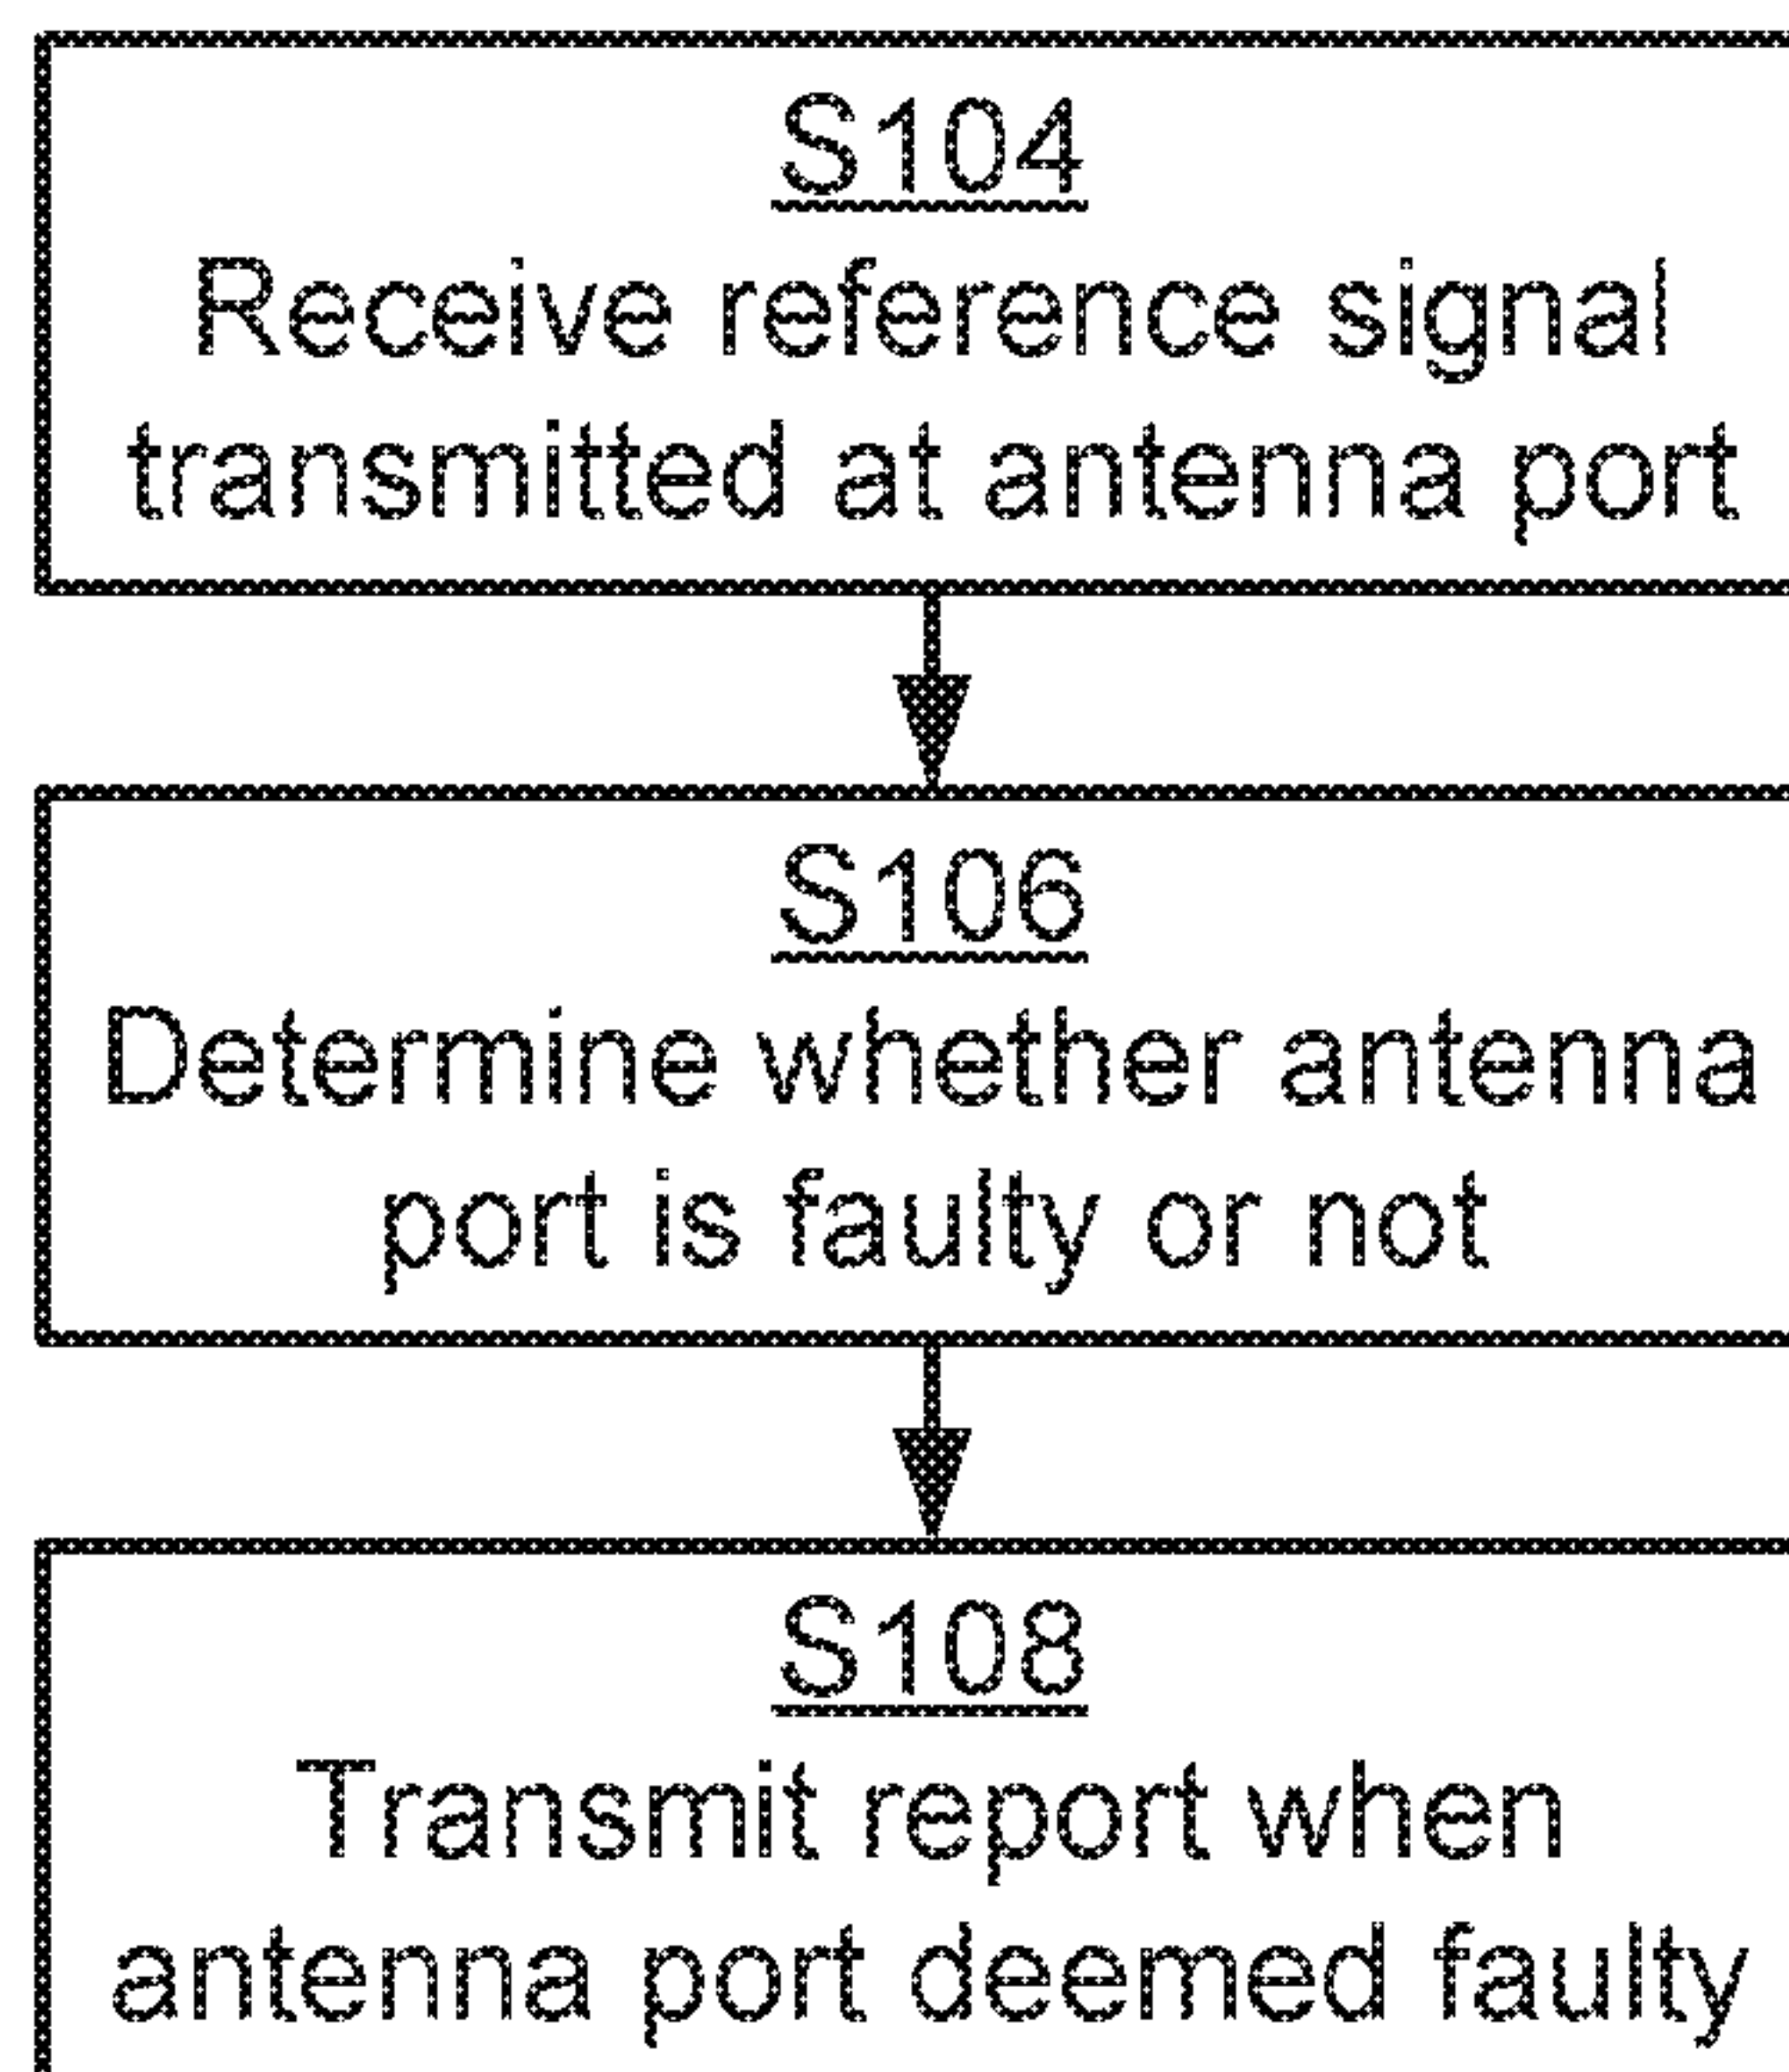 S104
Receive reference signal
transmitted at antenna port
S106
Determine whether antenna
port is faulty or not
S108
Transmit report when
antenna port deemed faulty